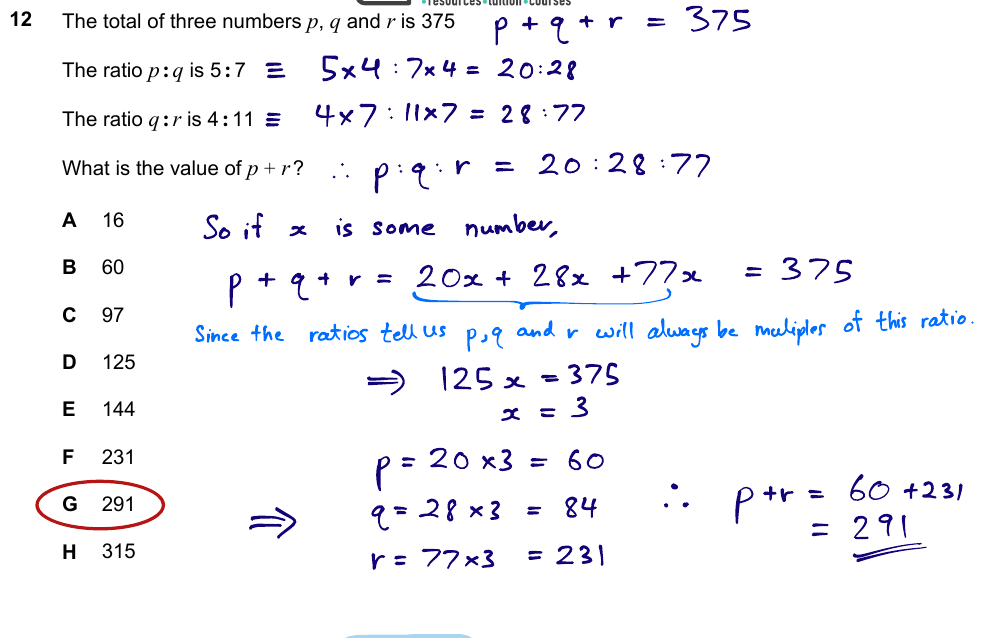 resources•tuition•courses
12 The total of three numbers p, q and r is 375 p + q + r = 375
The ratio p : q is 5 : 7 ≡ 5×4 : 7×4 = 20:28
The ratio q : r is 4 : 11 ≡ 4×7 : 11×7 = 28:77
What is the value of p + r? ∴ p : q : r = 20 : 28 : 77
A 16 So if x is some number,
B 60 p + q + r = 20x + 28x +77x = 375
C 97 Since the ratios tell us p,q and r will always be multiples of this ratio.
D 125 ⇒ 125x = 375
E 144 x = 3
F 231 p = 20 ×3 = 60
G 291 ⇒ q = 28 ×3 = 84 ∴ p+r = 60 +231
= 291
H 315 r = 77×3 = 231